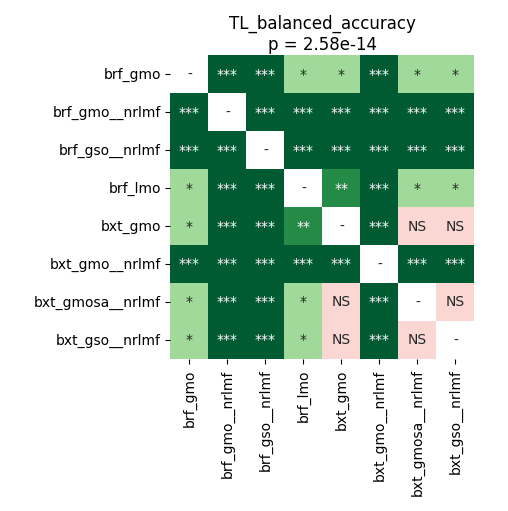 TL_balanced_accuracy
p = 2.58e-14
brf_gmo - *** *** * * *** * *
brf_gmo__nrlmf *** - *** *** *** *** *** ***
brf_gso__nrlmf *** *** - *** *** *** *** ***
brf_lmo * *** *** - ** *** * *
bxt_gmo * *** *** ** - *** NS NS
bxt_gmo__nrlmf *** *** *** *** *** - *** ***
bxt_gmosa__nrlmf * *** *** * NS *** - NS
bxt_gso__nrlmf * *** *** * NS *** NS -
brf_gmo
brf_gmo__nrlmf
brf_gso__nrlmf
brf_lmo
bxt_gmo
bxt_gmo__nrlmf
bxt_gmosa__nrlmf
bxt_gso__nrlmf